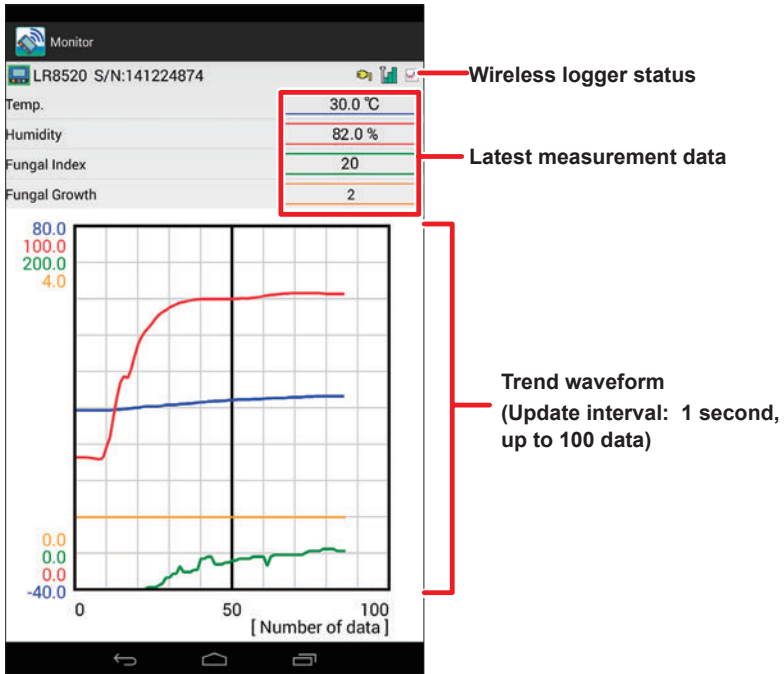 Monitor
LR8520 S/N:141224874
Wireless logger status
Temp.
30.0 ℃
Humidity
82.0 %
Latest measurement data
Fungal Index
20
Fungal Growth
2
80.0
100.0
200.0
4.0
Trend waveform
(Update interval: 1 second,
up to 100 data)
0.0
0.0
0.0
-40.0
0
50
100
[ Number of data ]